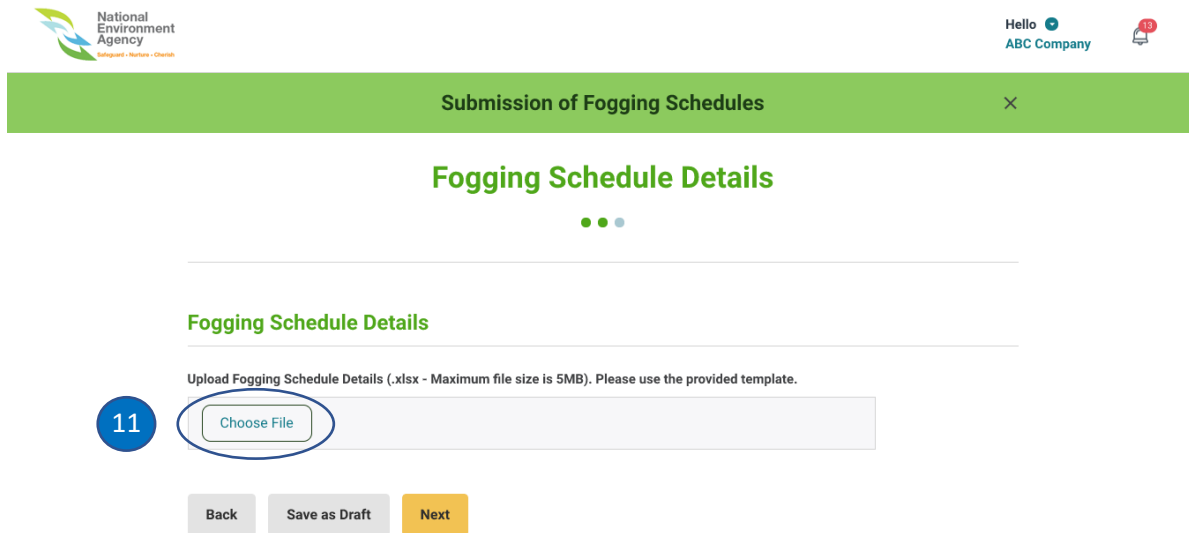 National
Environment
Agency
Safeguard • Nurture • Cherish
Hello
ABC Company
13
Submission of Fogging Schedules
Fogging Schedule Details
Fogging Schedule Details
Upload Fogging Schedule Details (.xlsx - Maximum file size is 5MB). Please use the provided template.
11
Choose File
Back
Save as Draft
Next